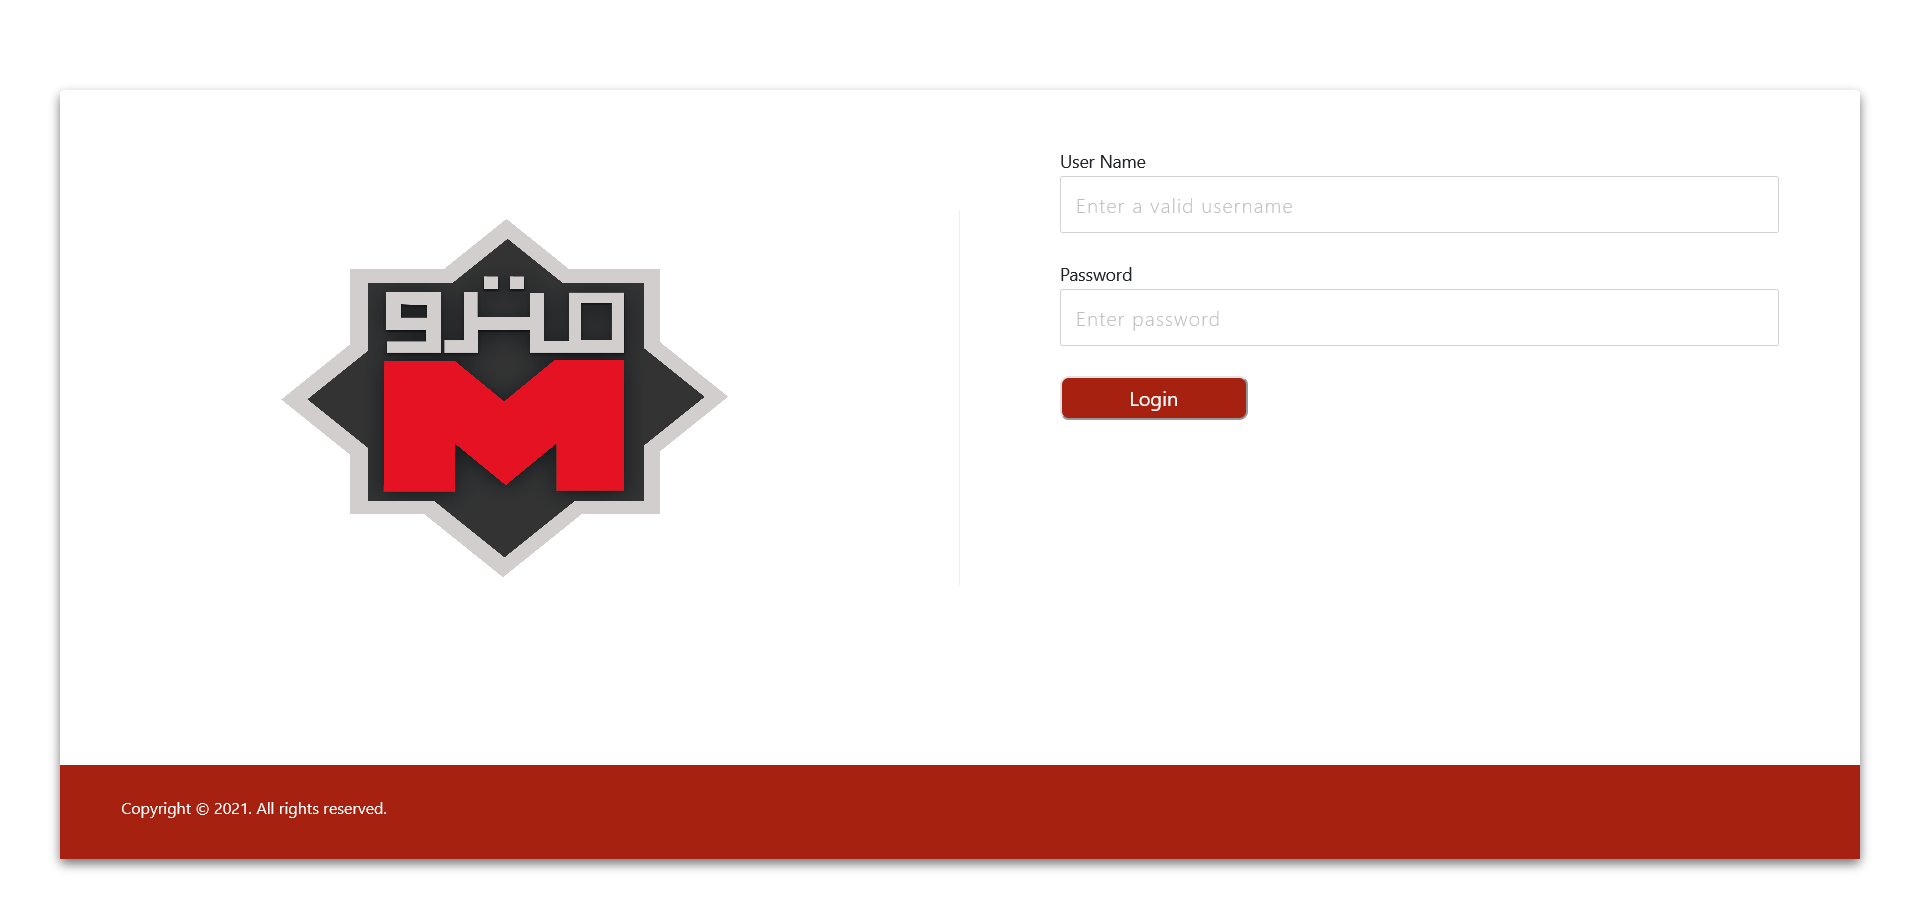 مترو
M
User Name
Enter a valid username
Password
Enter password
Login
Copyright © 2021. All rights reserved.